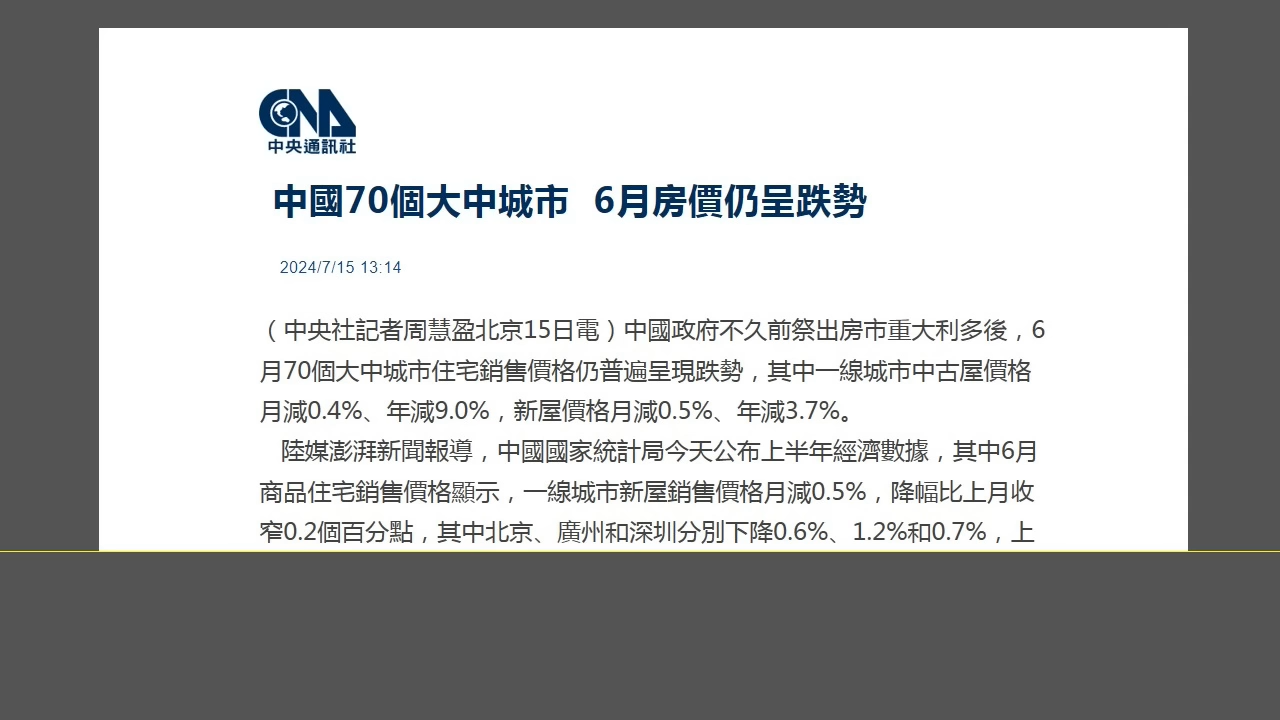 CNA
中央通訊社
中國70個大中城市 6月房價仍呈跌勢
2024/7/15 13:14
（中央社記者周慧盈北京15日電）中國政府不久前祭出房市重大利多後，6
月70個大中城市住宅銷售價格仍普遍呈現跌勢，其中一線城市中古屋價格
月減0.4%、年減9.0%，新屋價格月減0.5%、年減3.7%。
陸媒澎湃新聞報導，中國國家統計局今天公布上半年經濟數據，其中6月
商品住宅銷售價格顯示，一線城市新屋銷售價格月減0.5%，降幅比上月收
窄0.2個百分點，其中北京、廣州和深圳分別下降0.6%、1.2%和0.7%，上